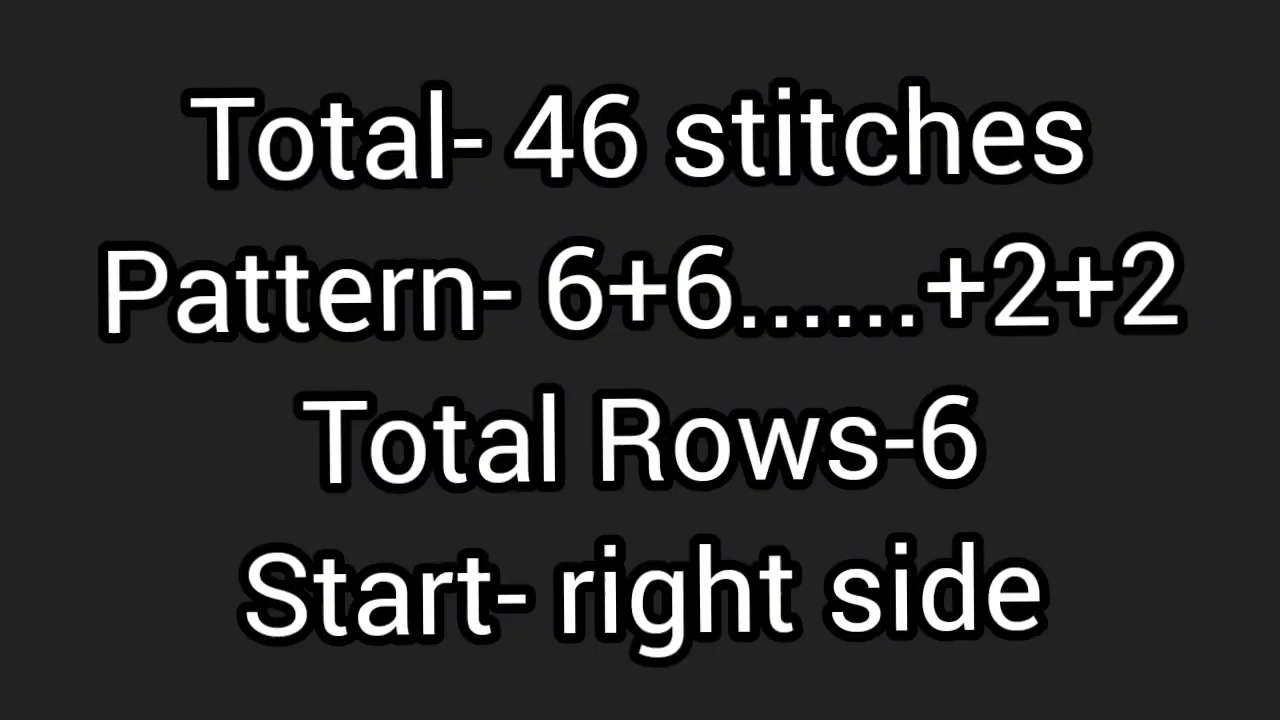 Total- 46 stitches
Pattern- 6+6......+2+2
Total Rows-6
Start- right side